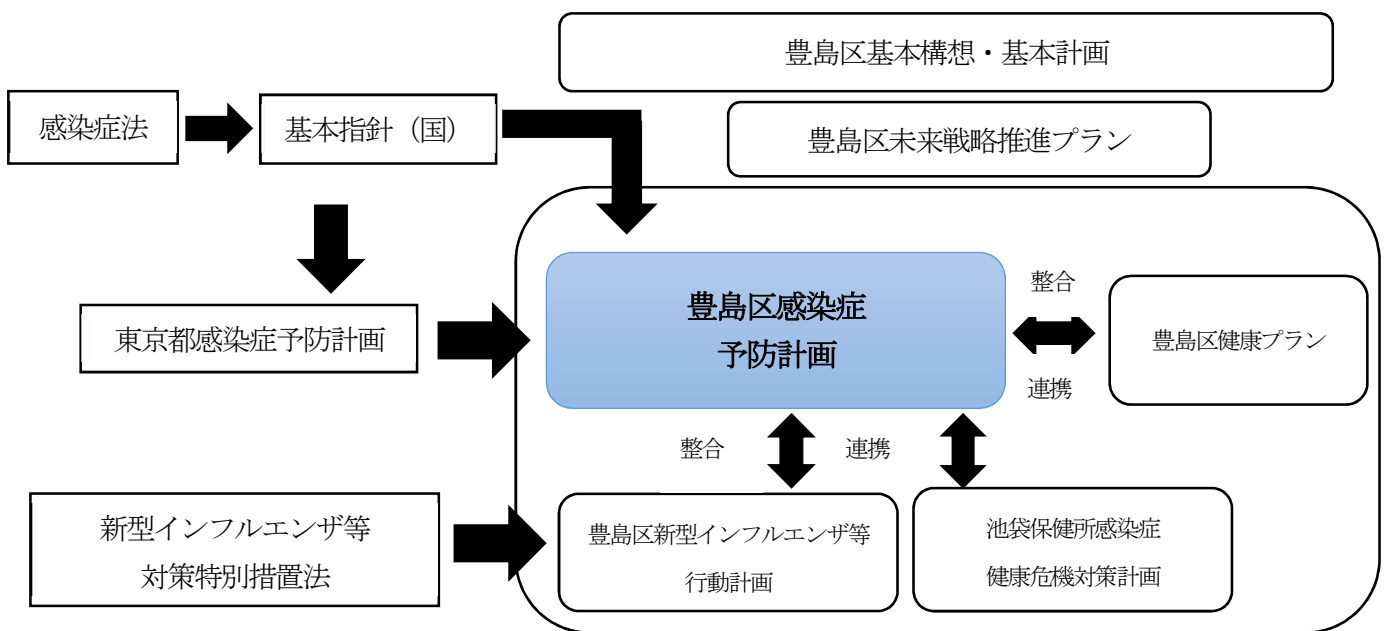 豊島区基本構想・基本計画
感染症法
基本指針（国）
豊島区未来戦略推進プラン
豊島区感染症
予防計画
整合
連携
豊島区健康プラン
東京都感染症予防計画
整合
連携
新型インフルエンザ等
対策特別措置法
豊島区新型インフルエンザ等
行動計画
池袋保健所感染症
健康危機対策計画